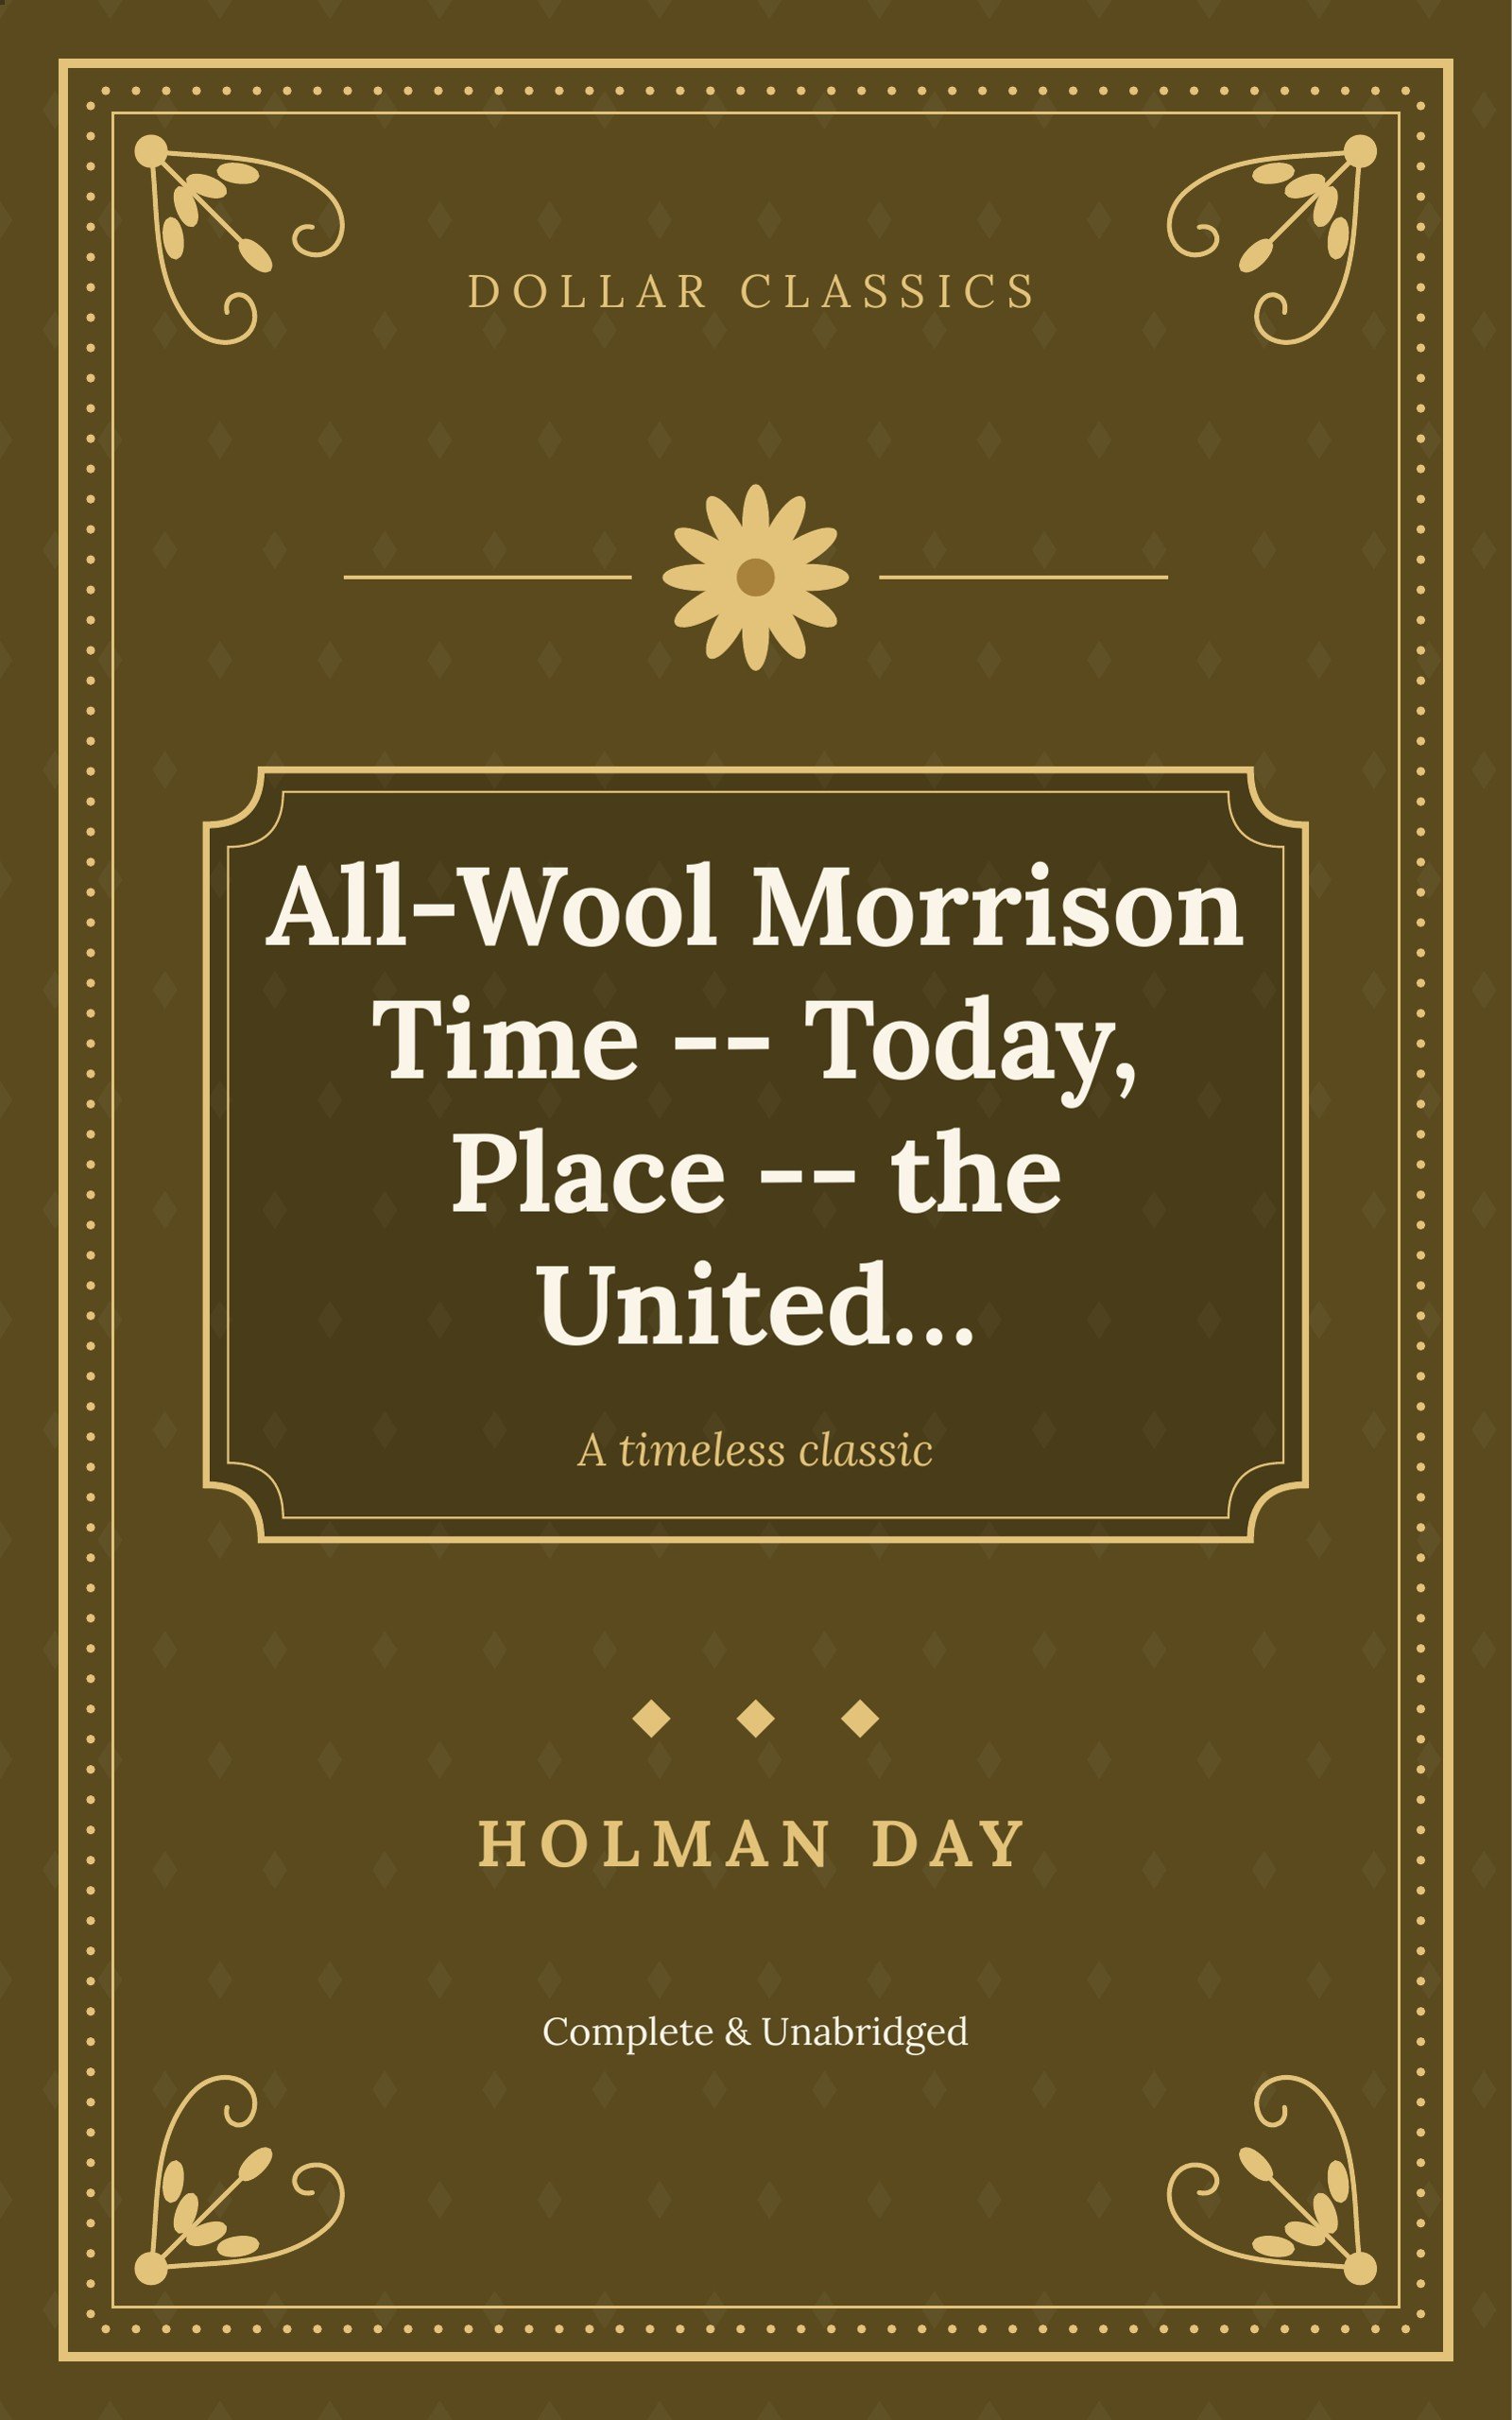 DOLLAR CLASSICS
All-Wool Morrison
Time -- Today,
Place -- the
United...
A timeless classic
HOLMAN DAY
Complete & Unabridged